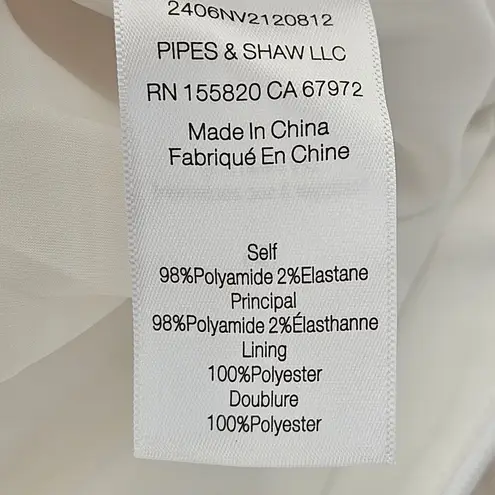 2406NV2120812
PIPES & SHAW LLC
RN 155820 CA 67972
Made In China
Fabriqué En Chine
Self
98%Polyamide 2%Elastane
Principal
98%Polyamide 2%Élasthanne
Lining
100%Polyester
Doublure
100%Polyester